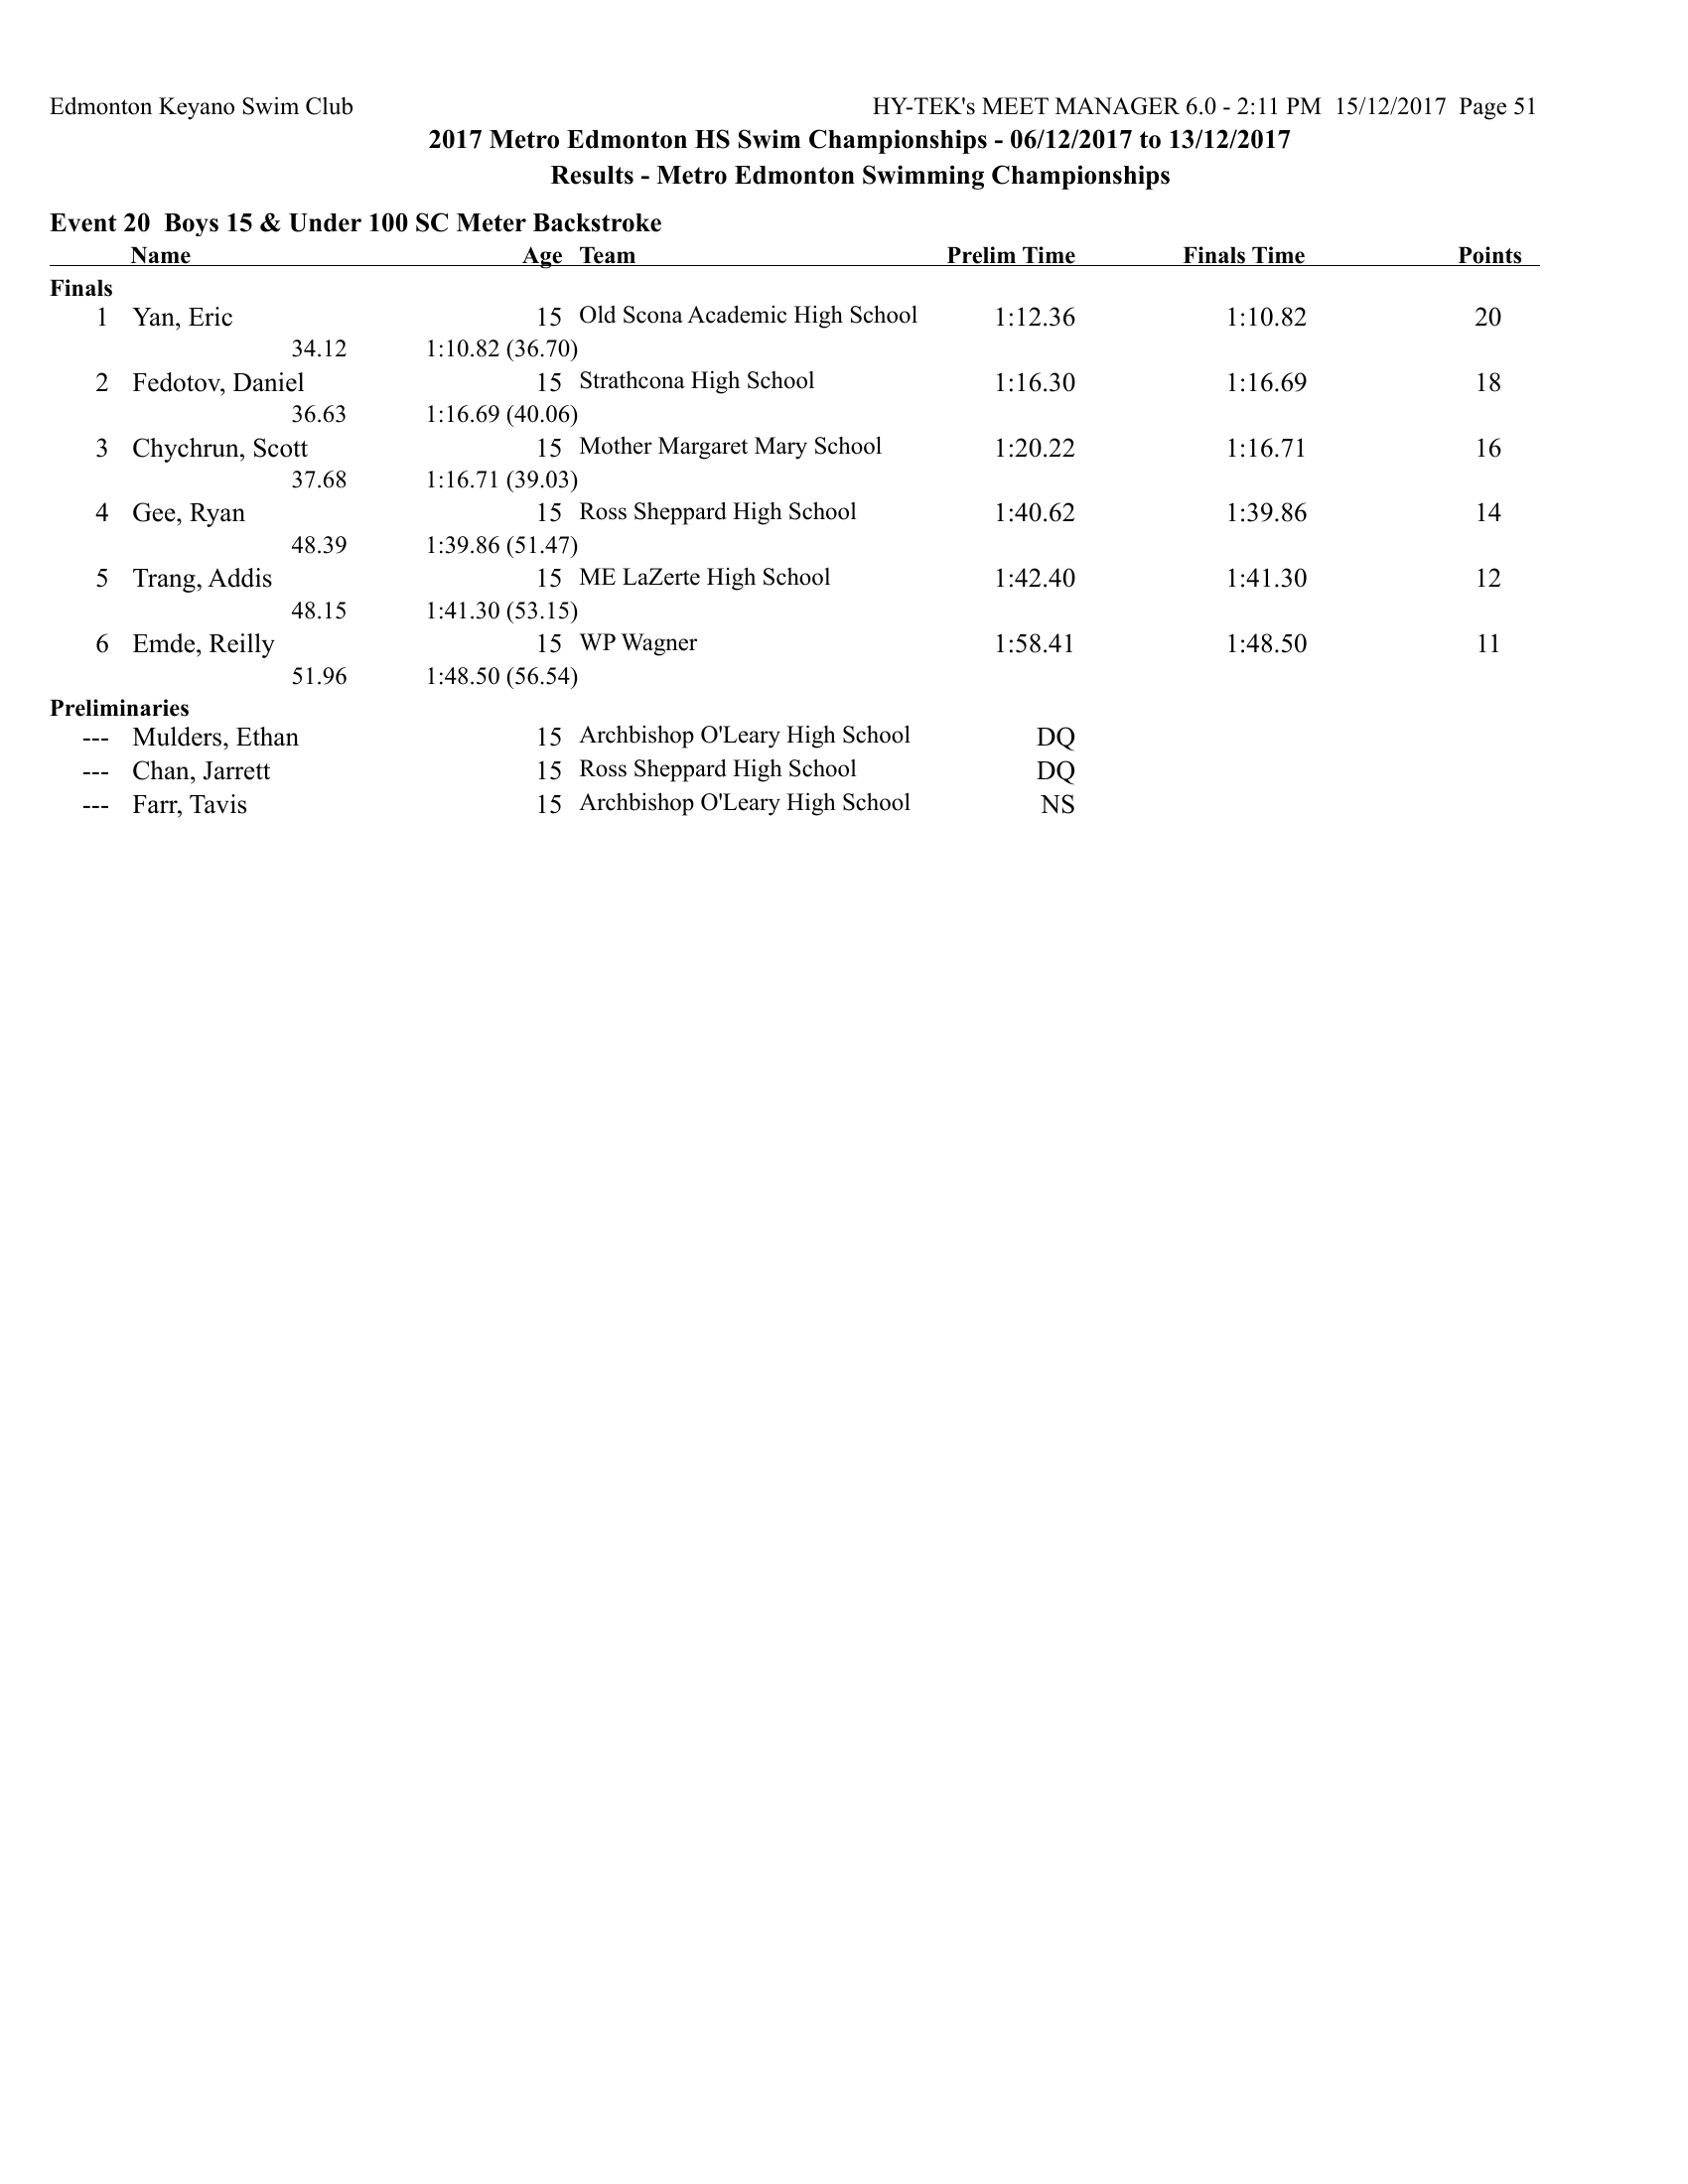 Edmonton Keyano Swim Club HY-TEK's MEET MANAGER 6.0 - 2:11 PM 15/12/2017 Page 51
2017 Metro Edmonton HS Swim Championships - 06/12/2017 to 13/12/2017
Results - Metro Edmonton Swimming Championships
Event 20 Boys 15 & Under 100 SC Meter Backstroke
Name Age Team Prelim Time Finals Time Points
Finals
1 Yan, Eric 15 Old Scona Academic High School 1:12.36 1:10.82 20
34.12 1:10.82 (36.70)
2 Fedotov, Daniel 15 Strathcona High School 1:16.30 1:16.69 18
36.63 1:16.69 (40.06)
3 Chychrun, Scott 15 Mother Margaret Mary School 1:20.22 1:16.71 16
37.68 1:16.71 (39.03)
4 Gee, Ryan 15 Ross Sheppard High School 1:40.62 1:39.86 14
48.39 1:39.86 (51.47)
5 Trang, Addis 15 ME LaZerte High School 1:42.40 1:41.30 12
48.15 1:41.30 (53.15)
6 Emde, Reilly 15 WP Wagner 1:58.41 1:48.50 11
51.96 1:48.50 (56.54)
Preliminaries
--- Mulders, Ethan 15 Archbishop O'Leary High School DQ
--- Chan, Jarrett 15 Ross Sheppard High School DQ
--- Farr, Tavis 15 Archbishop O'Leary High School NS